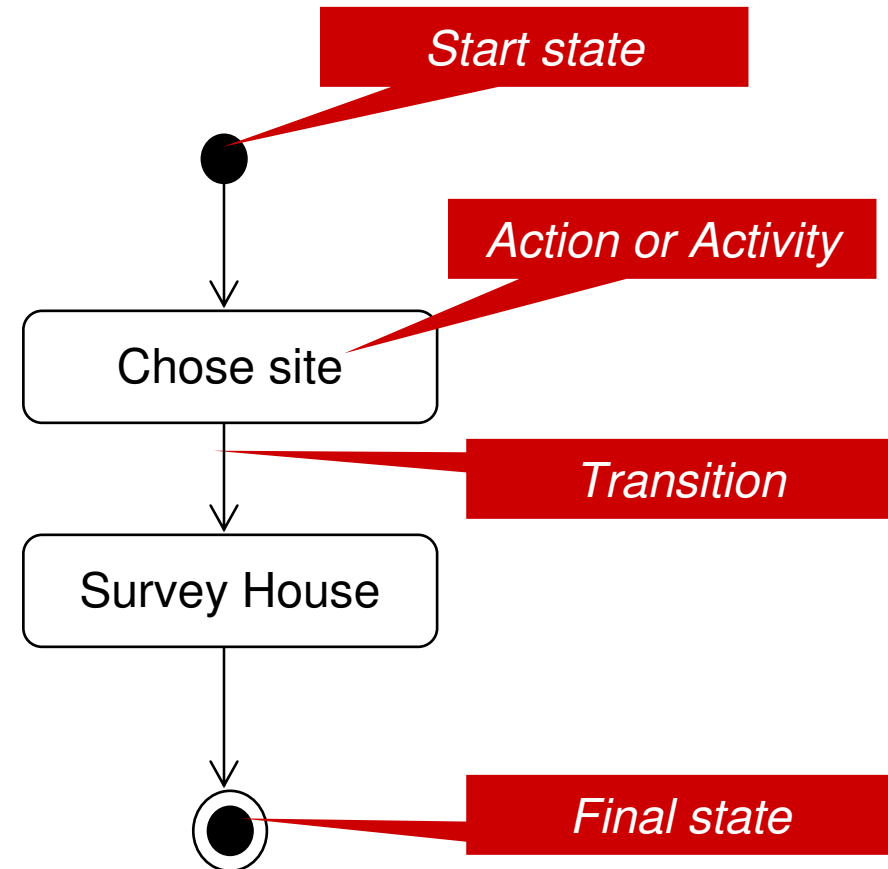 Start state
Action or Activity
Chose site
Transition
Survey House
Final state